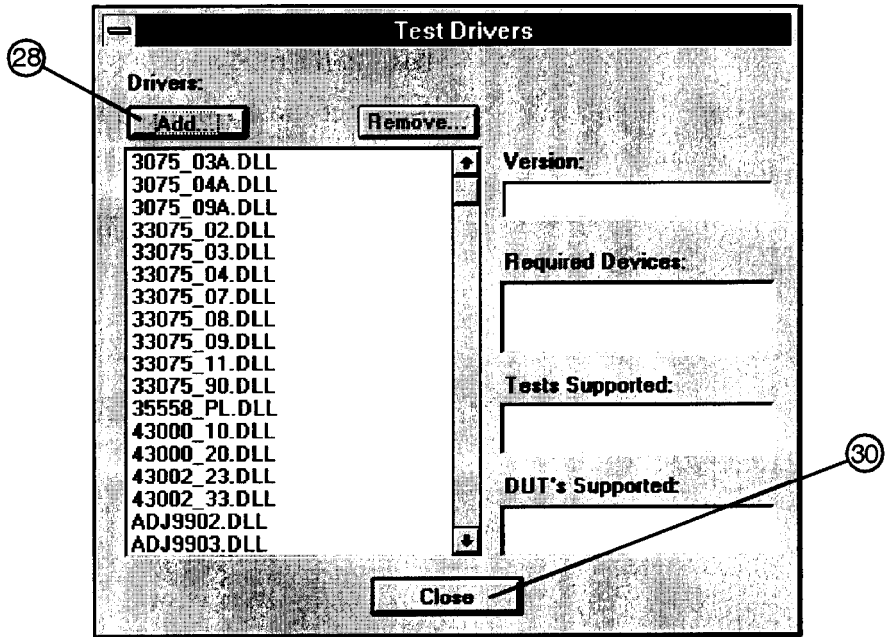 Test Drivers
28
Drivers:
Add...
Remove...
3075_03A.DLL
3075_04A.DLL
3075_09A.DLL
33075_02.DLL
33075_03.DLL
33075_04.DLL
33075_07.DLL
33075_08.DLL
33075_09.DLL
33075_11.DLL
33075_90.DLL
35558_PL.DLL
43000_10.DLL
43000_20.DLL
43002_23.DLL
43002_33.DLL
ADJ9902.DLL
ADJ9903.DLL
Version:
Required Devices:
Tests Supported:
DUT's Supported:
30
Close